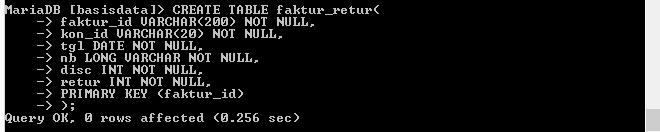 MariaDB [basisdata]> CREATE TABLE faktur_retur(
-> faktur_id VARCHAR(200) NOT NULL,
-> kon_id VARCHAR(20) NOT NULL,
-> tgl DATE NOT NULL,
-> nb LONG VARCHAR NOT NULL,
-> disc INT NOT NULL,
-> retur INT NOT NULL,
-> PRIMARY KEY (faktur_id)
-> );
Query OK, 0 rows affected (0.256 sec)